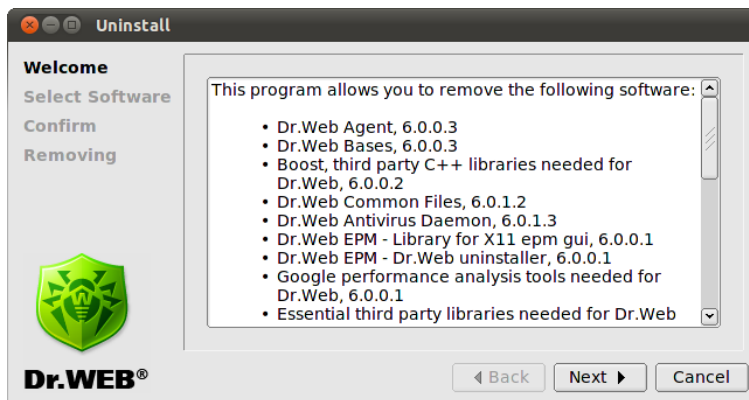 Uninstall
Welcome
Select Software
Confirm
Removing
This program allows you to remove the following software:
• Dr.Web Agent, 6.0.0.3
• Dr.Web Bases, 6.0.0.3
• Boost, third party C++ libraries needed for
Dr.Web, 6.0.0.2
• Dr.Web Common Files, 6.0.1.2
• Dr.Web Antivirus Daemon, 6.0.1.3
• Dr.Web EPM - Library for X11 epm gui, 6.0.0.1
• Dr.Web EPM - Dr.Web uninstaller, 6.0.0.1
• Google performance analysis tools needed for
Dr.Web, 6.0.0.1
• Essential third party libraries needed for Dr.Web
Dr.WEB®
Back Next Cancel